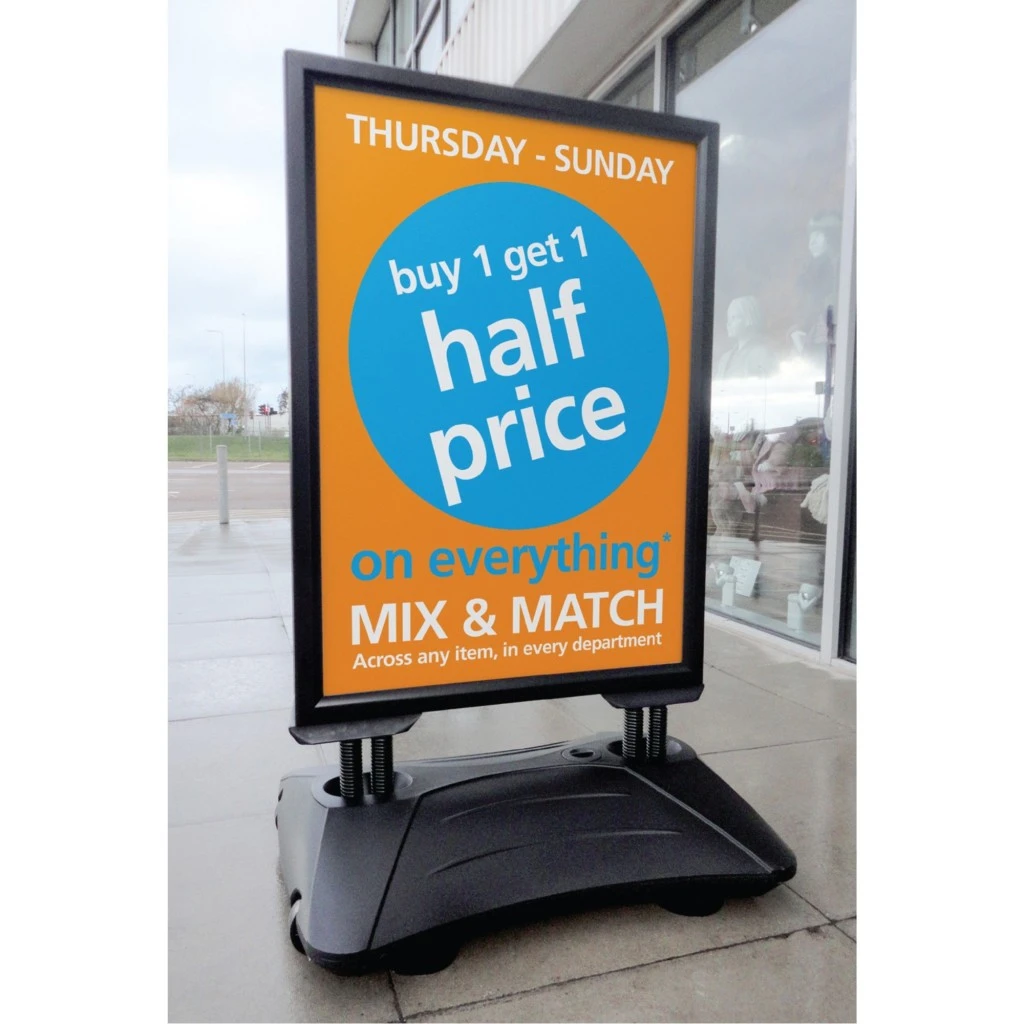 THURSDAY - SUNDAY
buy 1 get 1
half
price
on everything*
MIX & MATCH
Across any item, in every department